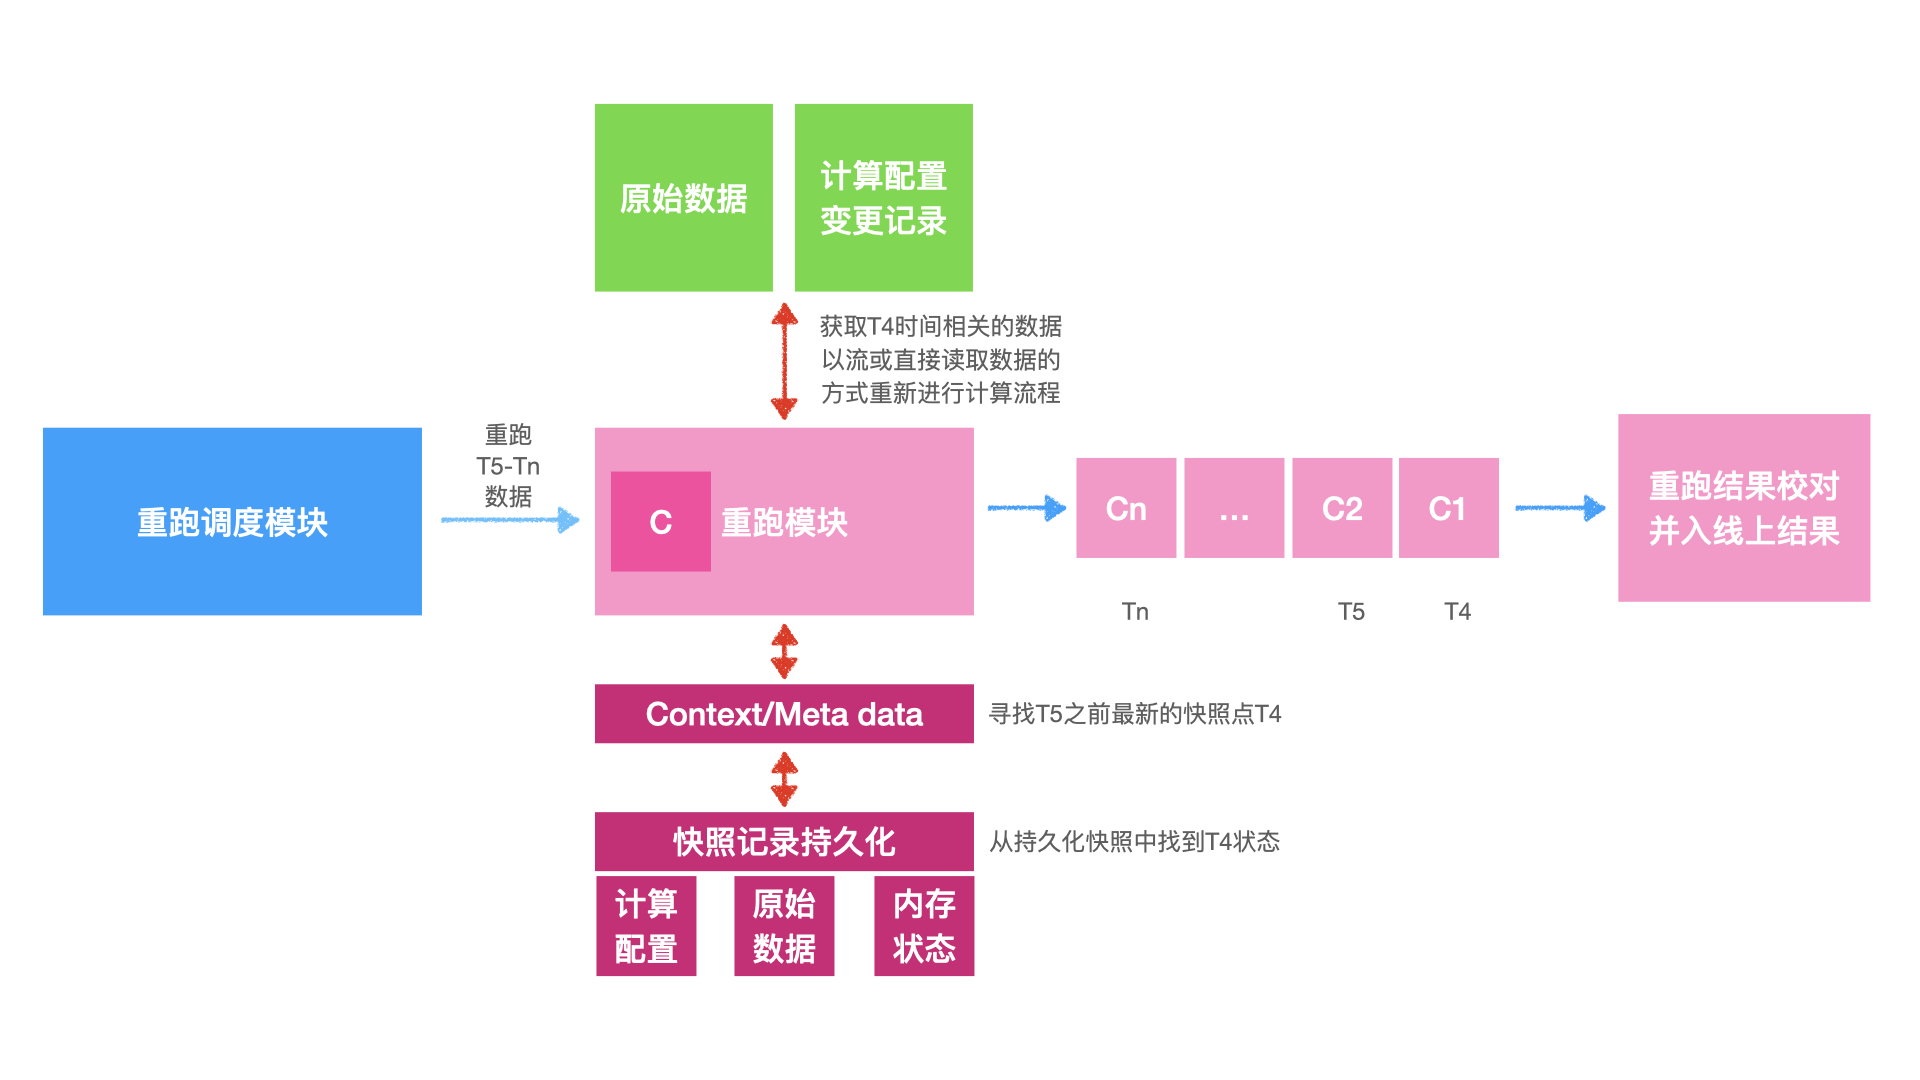 原始数据
计算配置
变更记录
获取T4时间相关的数据
以流或直接读取数据的
方式重新进行计算流程
重跑
T5-Tn
数据
重跑调度模块
C
重跑模块
Cn
...
C2
C1
Tn
T5
T4
重跑结果校对
并入线上结果
Context/Meta data
寻找T5之前最新的快照点T4
快照记录持久化
从持久化快照中找到T4状态
计算
配置
原始
数据
内存
状态